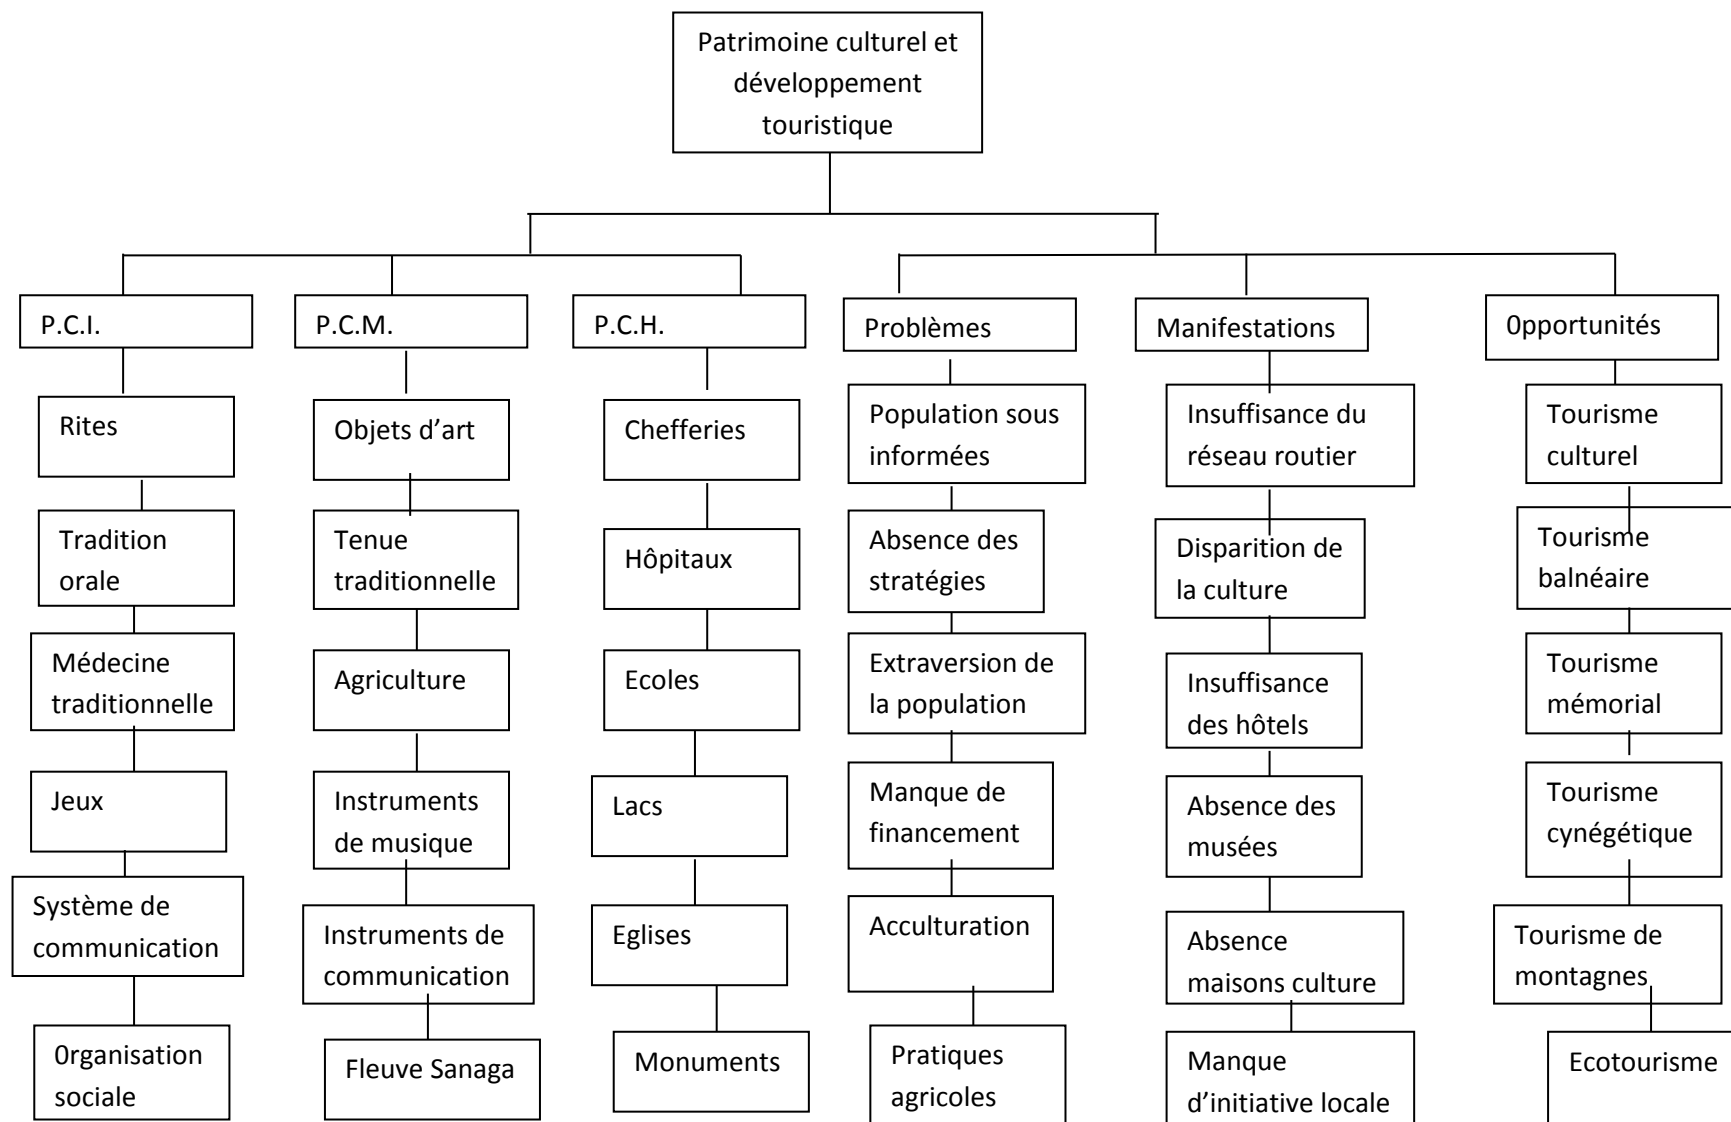 Patrimoine culturel et
développement
touristique
P.C.I.
P.C.M.
P.C.H.
Problèmes
Manifestations
0pportunités
Rites
Objets d’art
Chefferies
Population sous
informées
Insuffisance du
réseau routier
Tourisme
culturel
Tradition
orale
Tenue
traditionnelle
Hôpitaux
Absence des
stratégies
Disparition de
la culture
Tourisme
balnéaire
Médecine
traditionnelle
Agriculture
Ecoles
Extraversion de
la population
Insuffisance
des hôtels
Tourisme
mémorial
Jeux
Instruments
de musique
Lacs
Manque de
financement
Absence des
musées
Tourisme
cynégétique
Système de
communication
Instruments de
communication
Eglises
Acculturation
Absence
maisons culture
Tourisme de
montagnes
0rganisation
sociale
Fleuve Sanaga
Monuments
Pratiques
agricoles
Manque
d’initiative locale
Ecotourisme